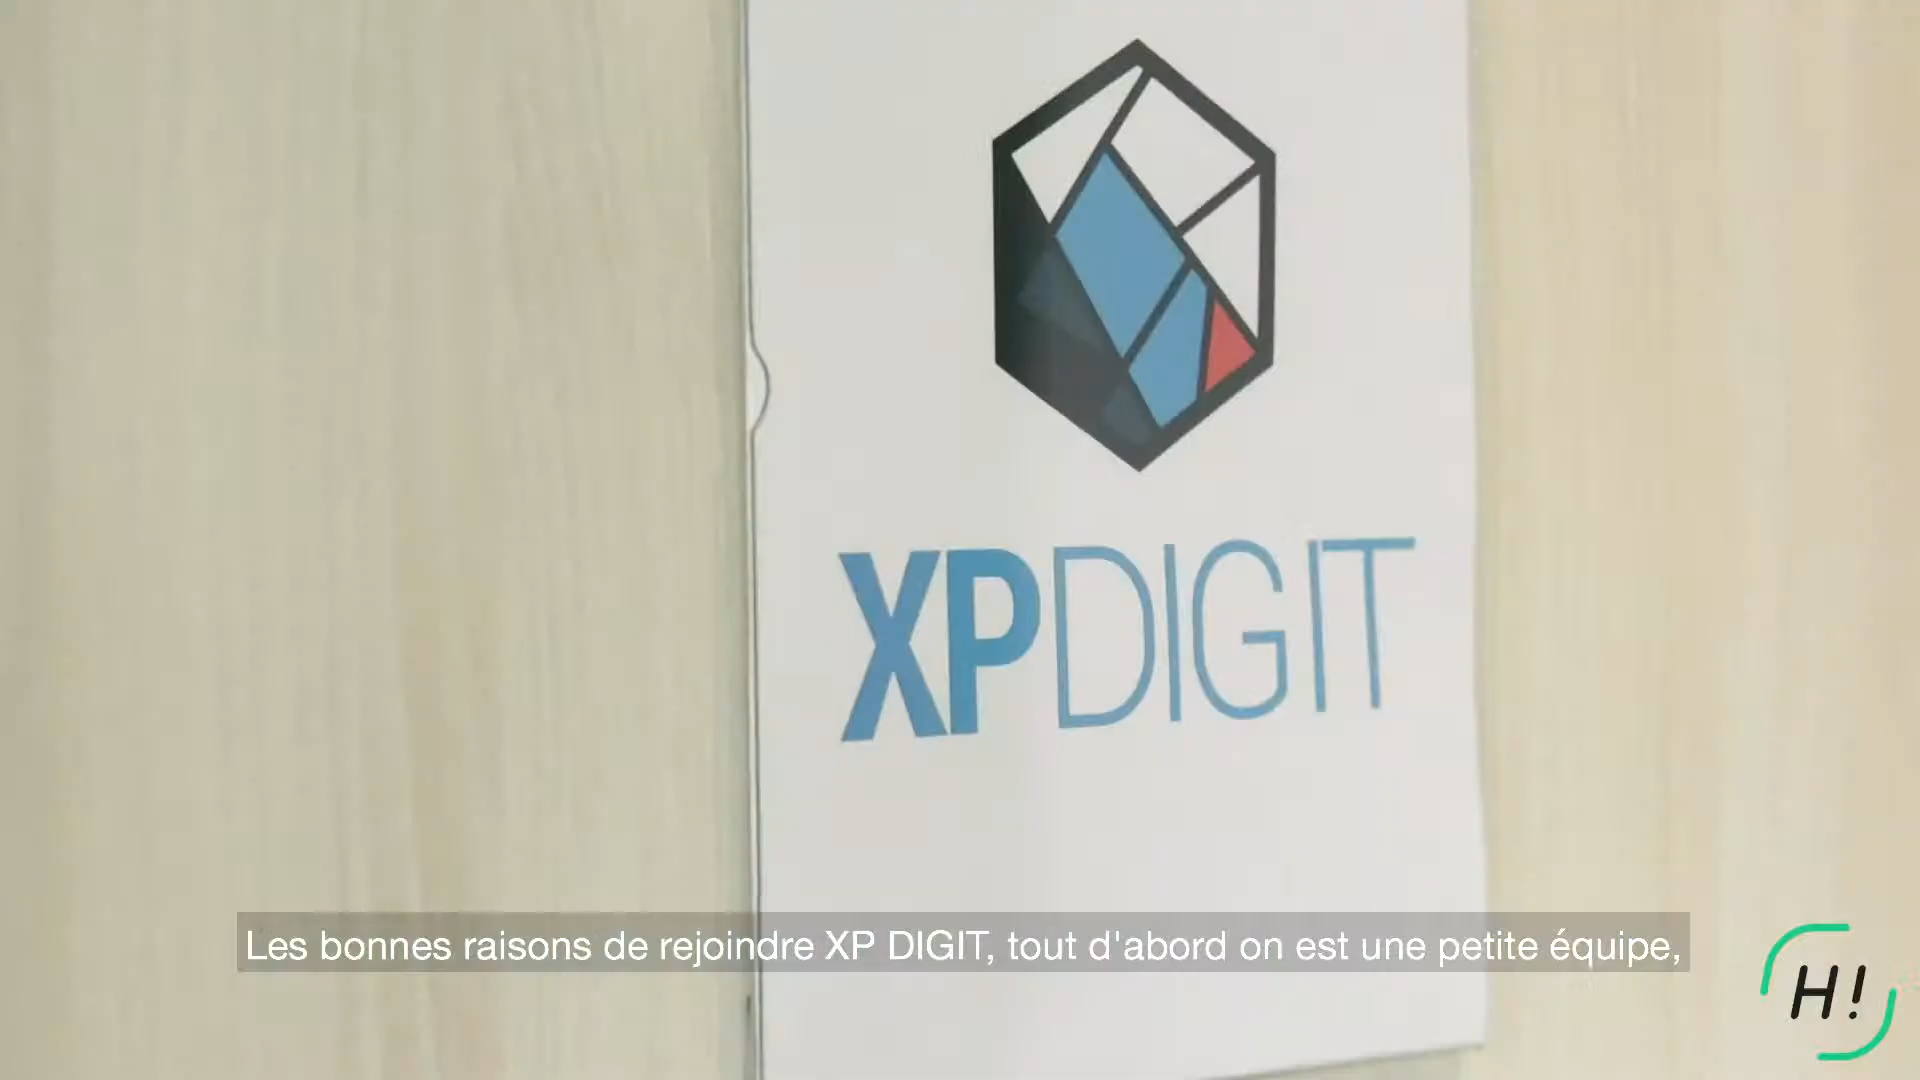 XPDIGIT
Les bonnes raisons de rejoindre XP DIGIT, tout d'abord on est une petite équipe,
H!